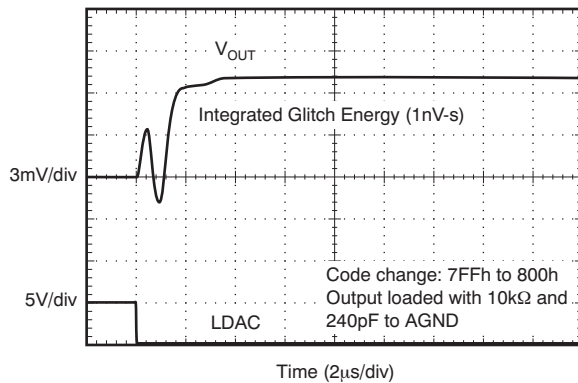 VOUT
Integrated Glitch Energy (1nV-s)
3mV/div
Code change: 7FFh to 800h
Output loaded with 10kΩ and
240pF to AGND
5V/div
LDAC
Time (2μs/div)